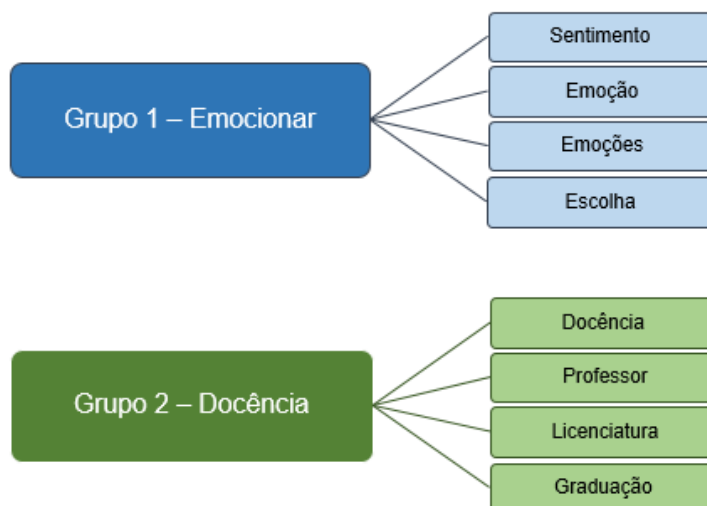 Grupo 1 – Emocionar
Sentimento
Emoção
Emoções
Escolha
Grupo 2 – Docência
Docência
Professor
Licenciatura
Graduação